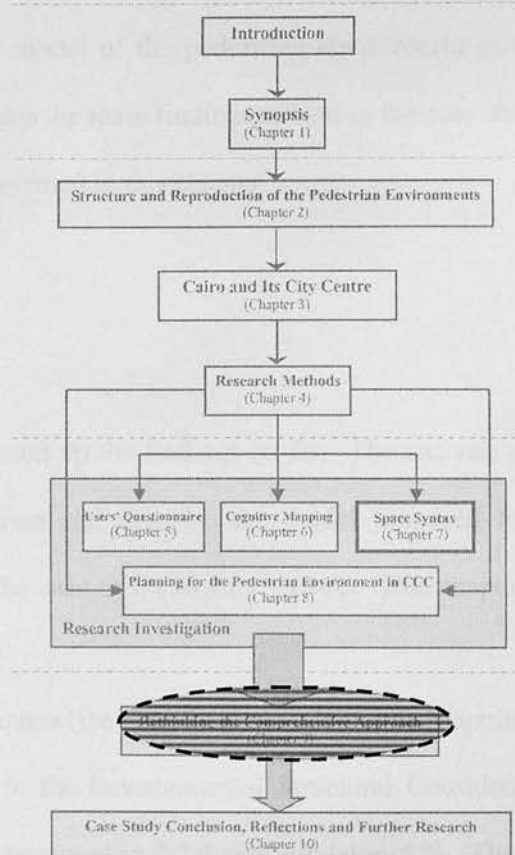 Introduction
Synopsis
(Chapter 1)
Structure and Reproduction of the Pedestrian Environments
(Chapter 2)
Cairo and Its City Centre
(Chapter 3)
Research Methods
(Chapter 4)
Users' Questionnaire
(Chapter 5)
Cognitive Mapping
(Chapter 6)
Space Syntax
(Chapter 7)
Planning for the Pedestrian Environment in CCC
(Chapter 8)
Research Investigation
the Comprehensive Approach
(Chapter 9)
Case Study Conclusion, Reflections and Further Research
(Chapter 10)